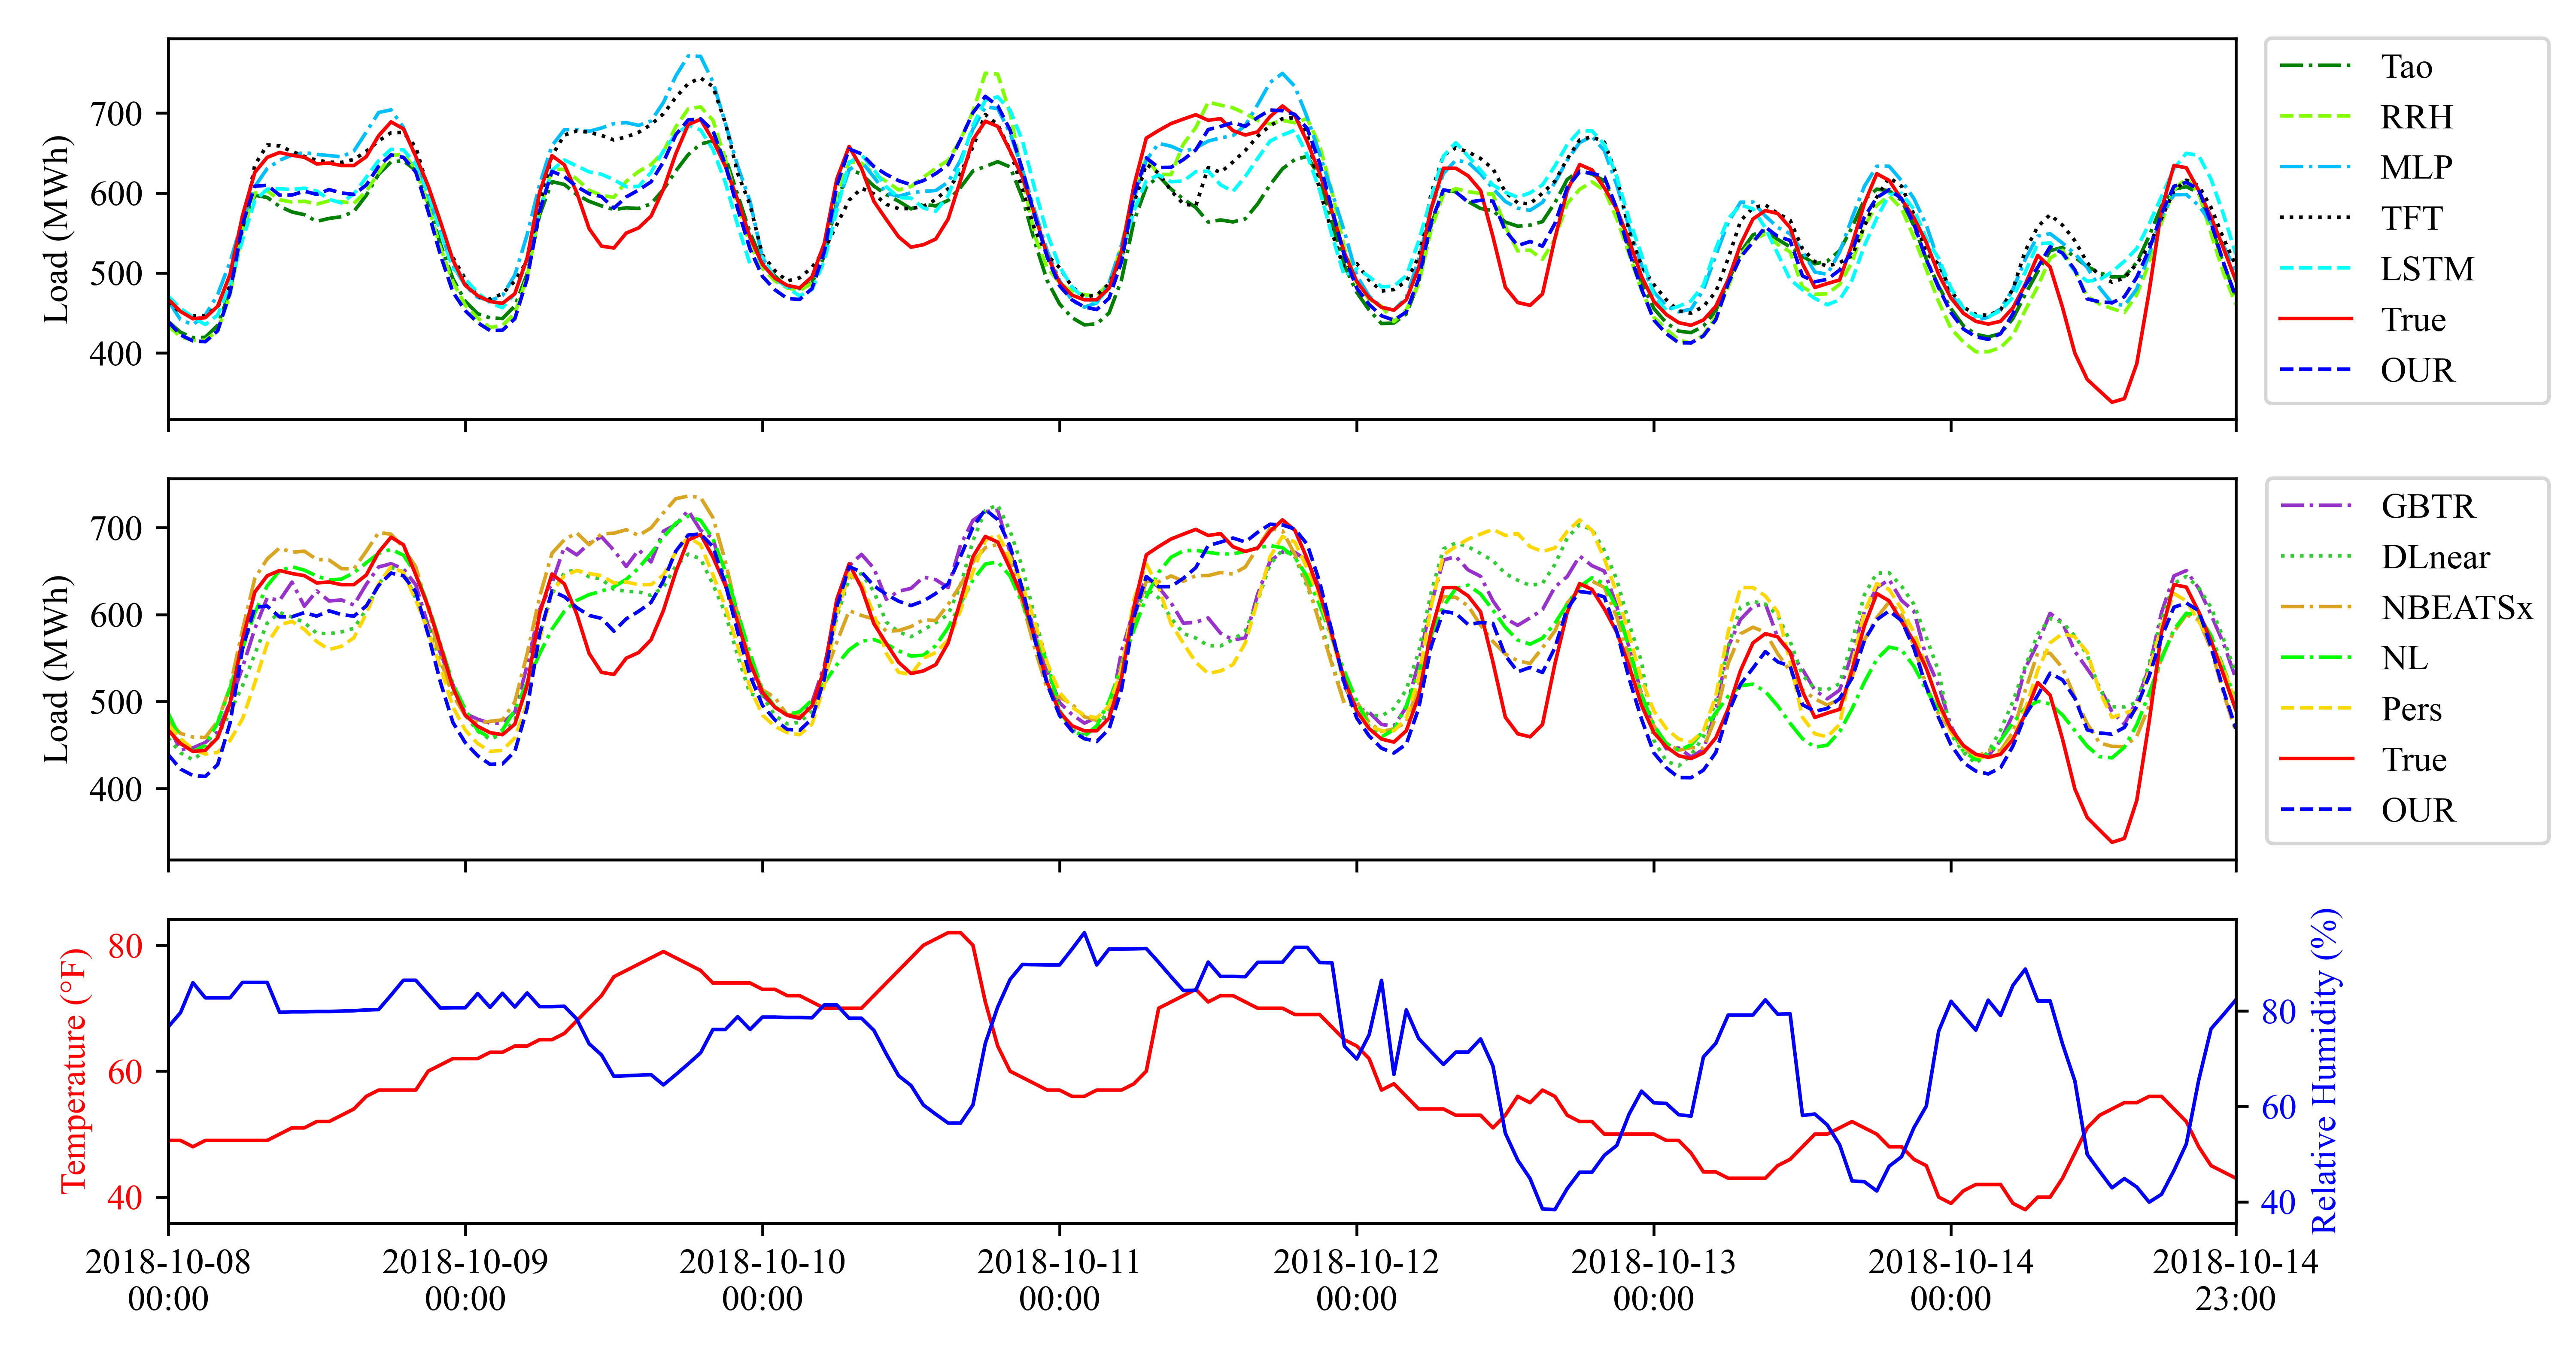 Load (MWh)
700
600
500
400
Tao
RRH
MLP
TFT
LSTM
True
OUR
Load (MWh)
700
600
500
400
GBTR
DLnear
NBEATSx
NL
Pers
True
OUR
Temperature (°F)
80
60
40
80
60
40
Relative Humidity (%)
2018-10-08 2018-10-09 2018-10-10 2018-10-11 2018-10-12 2018-10-13 2018-10-14 2018-10-14
00:00 00:00 00:00 00:00 00:00 00:00 00:00 23:00